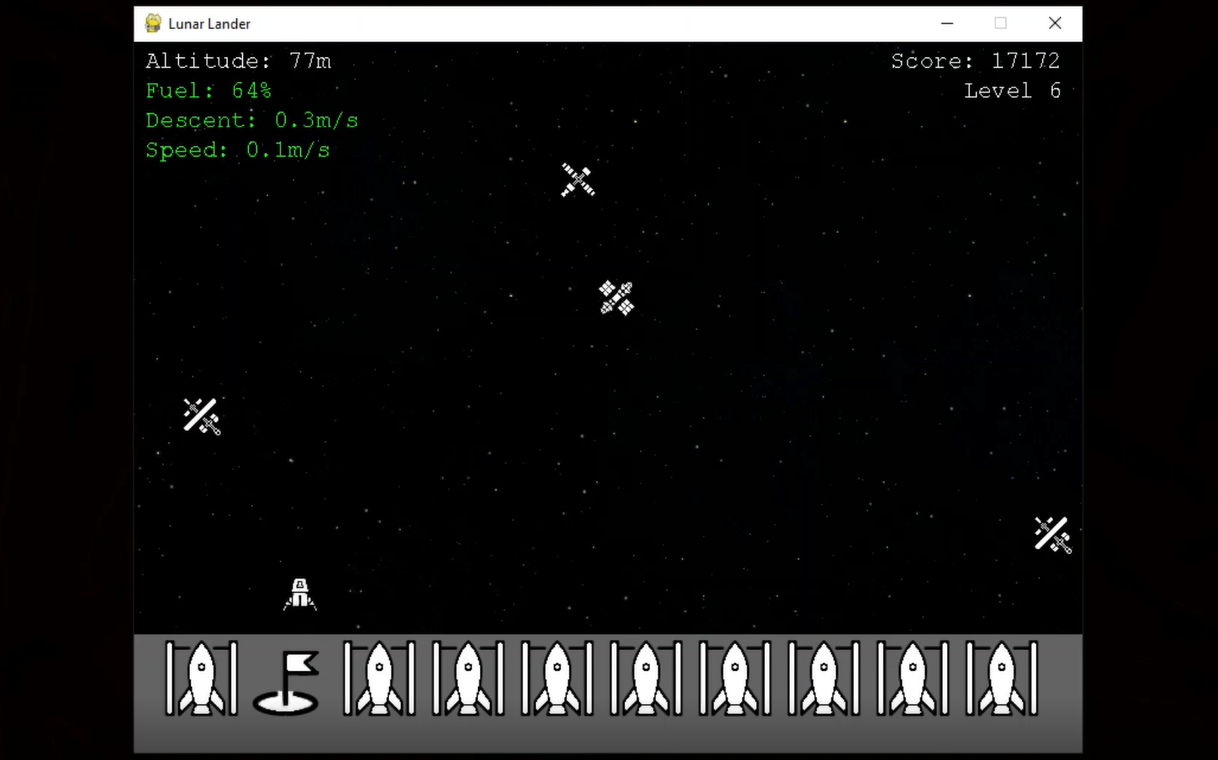 Lunar Lander
Altitude: 77m
Score: 17172
Fuel: 64%
Level 6
Descent: 0.3m/s
Speed: 0.1m/s